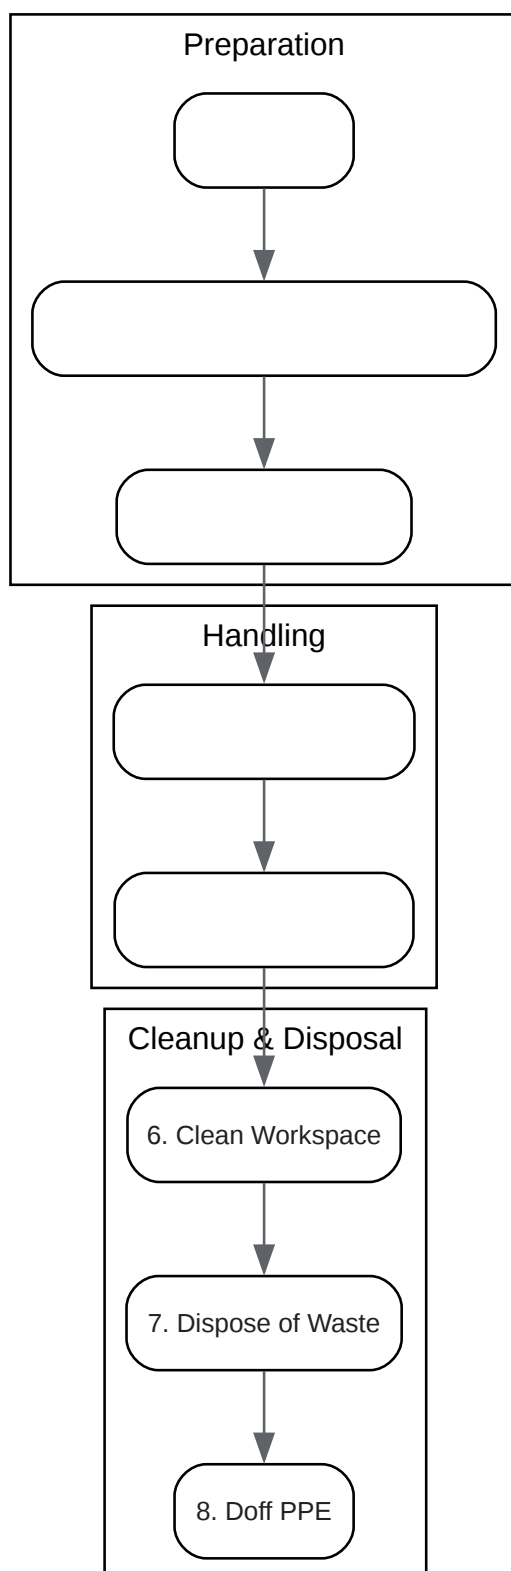 Preparation
Handling
Cleanup & Disposal
6. Clean Workspace
7. Dispose of Waste
8. Doff PPE